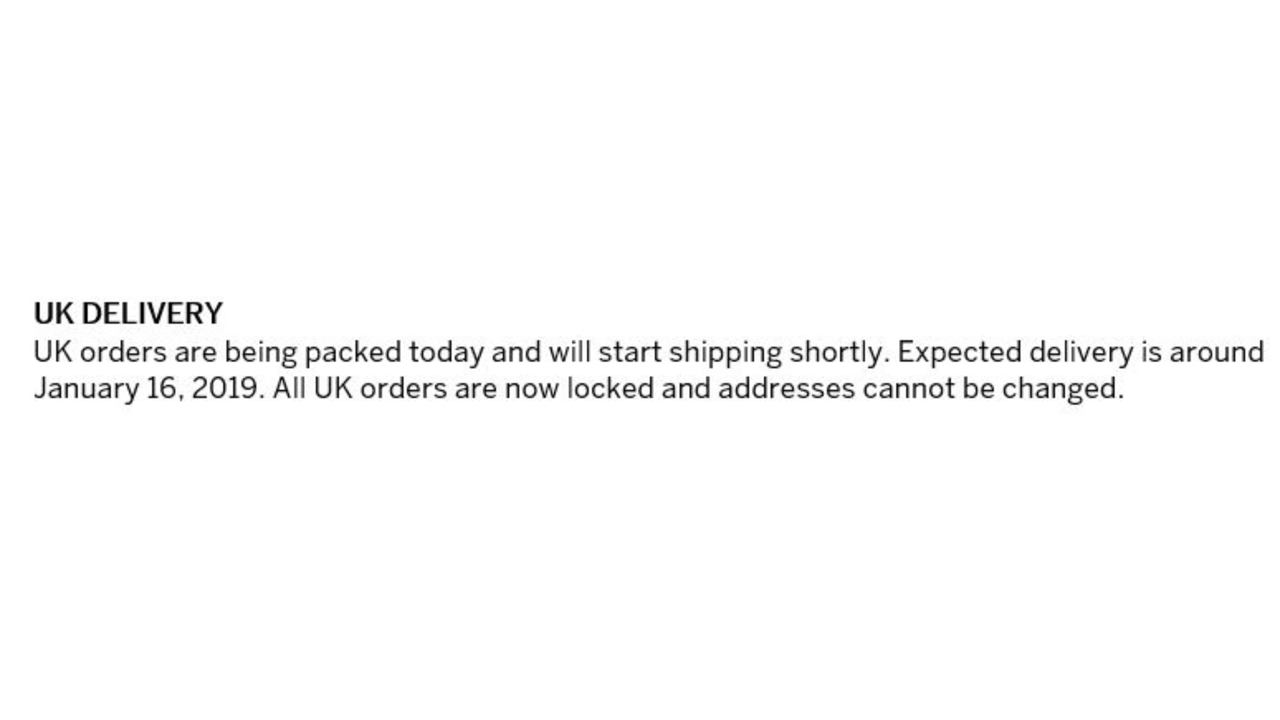 UK DELIVERY
UK orders are being packed today and will start shipping shortly. Expected delivery is around
January 16, 2019. All UK orders are now locked and addresses cannot be changed.